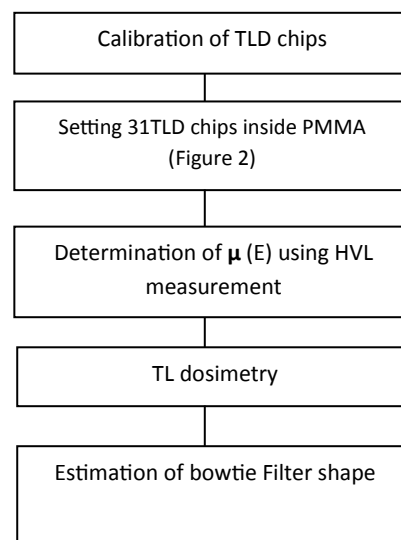 Calibration of TLD chips
Setting 31TLD chips inside PMMA
(Figure 2)
Determination of μ (E) using HVL
measurement
TL dosimetry
Estimation of bowtie Filter shape